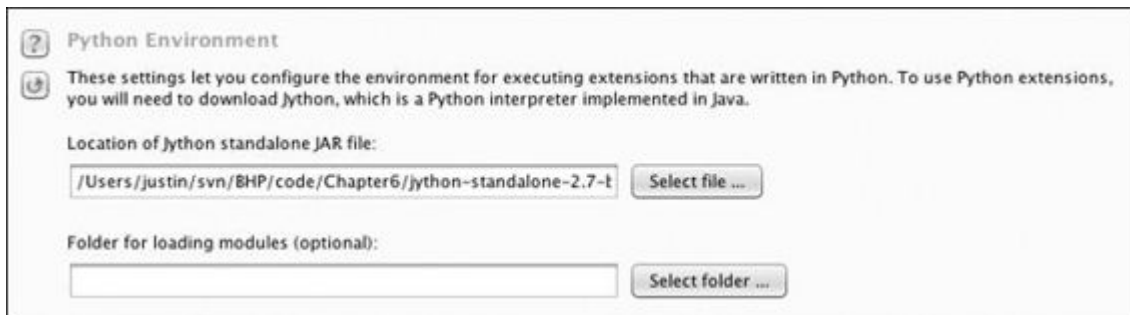 ? Python Environment
These settings let you configure the environment for executing extensions that are written in Python. To use Python extensions,
you will need to download Jython, which is a Python interpreter implemented in Java.
Location of Jython standalone JAR file:
/Users/justin/svn/BHP/code/Chapter6/jython-standalone-2.7-b Select file ...
Folder for loading modules (optional):
Select folder ...